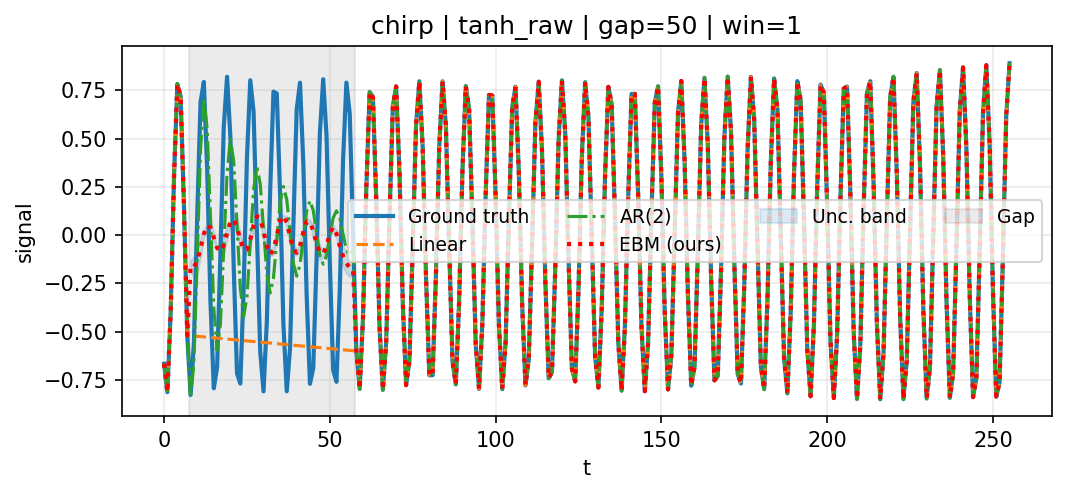 chirp | tanh_raw | gap=50 | win=1
signal
0.75
0.50
0.25
0.00
−0.25
−0.50
−0.75
Ground truth AR(2) Unc. band Gap
Linear EBM (ours)
0 50 100 150 200 250
t